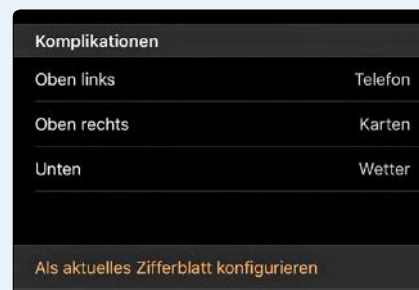 Komplikationen
Oben links Telefon
Oben rechts Karten
Unten Wetter
Als aktuelles Zifferblatt konfigurieren